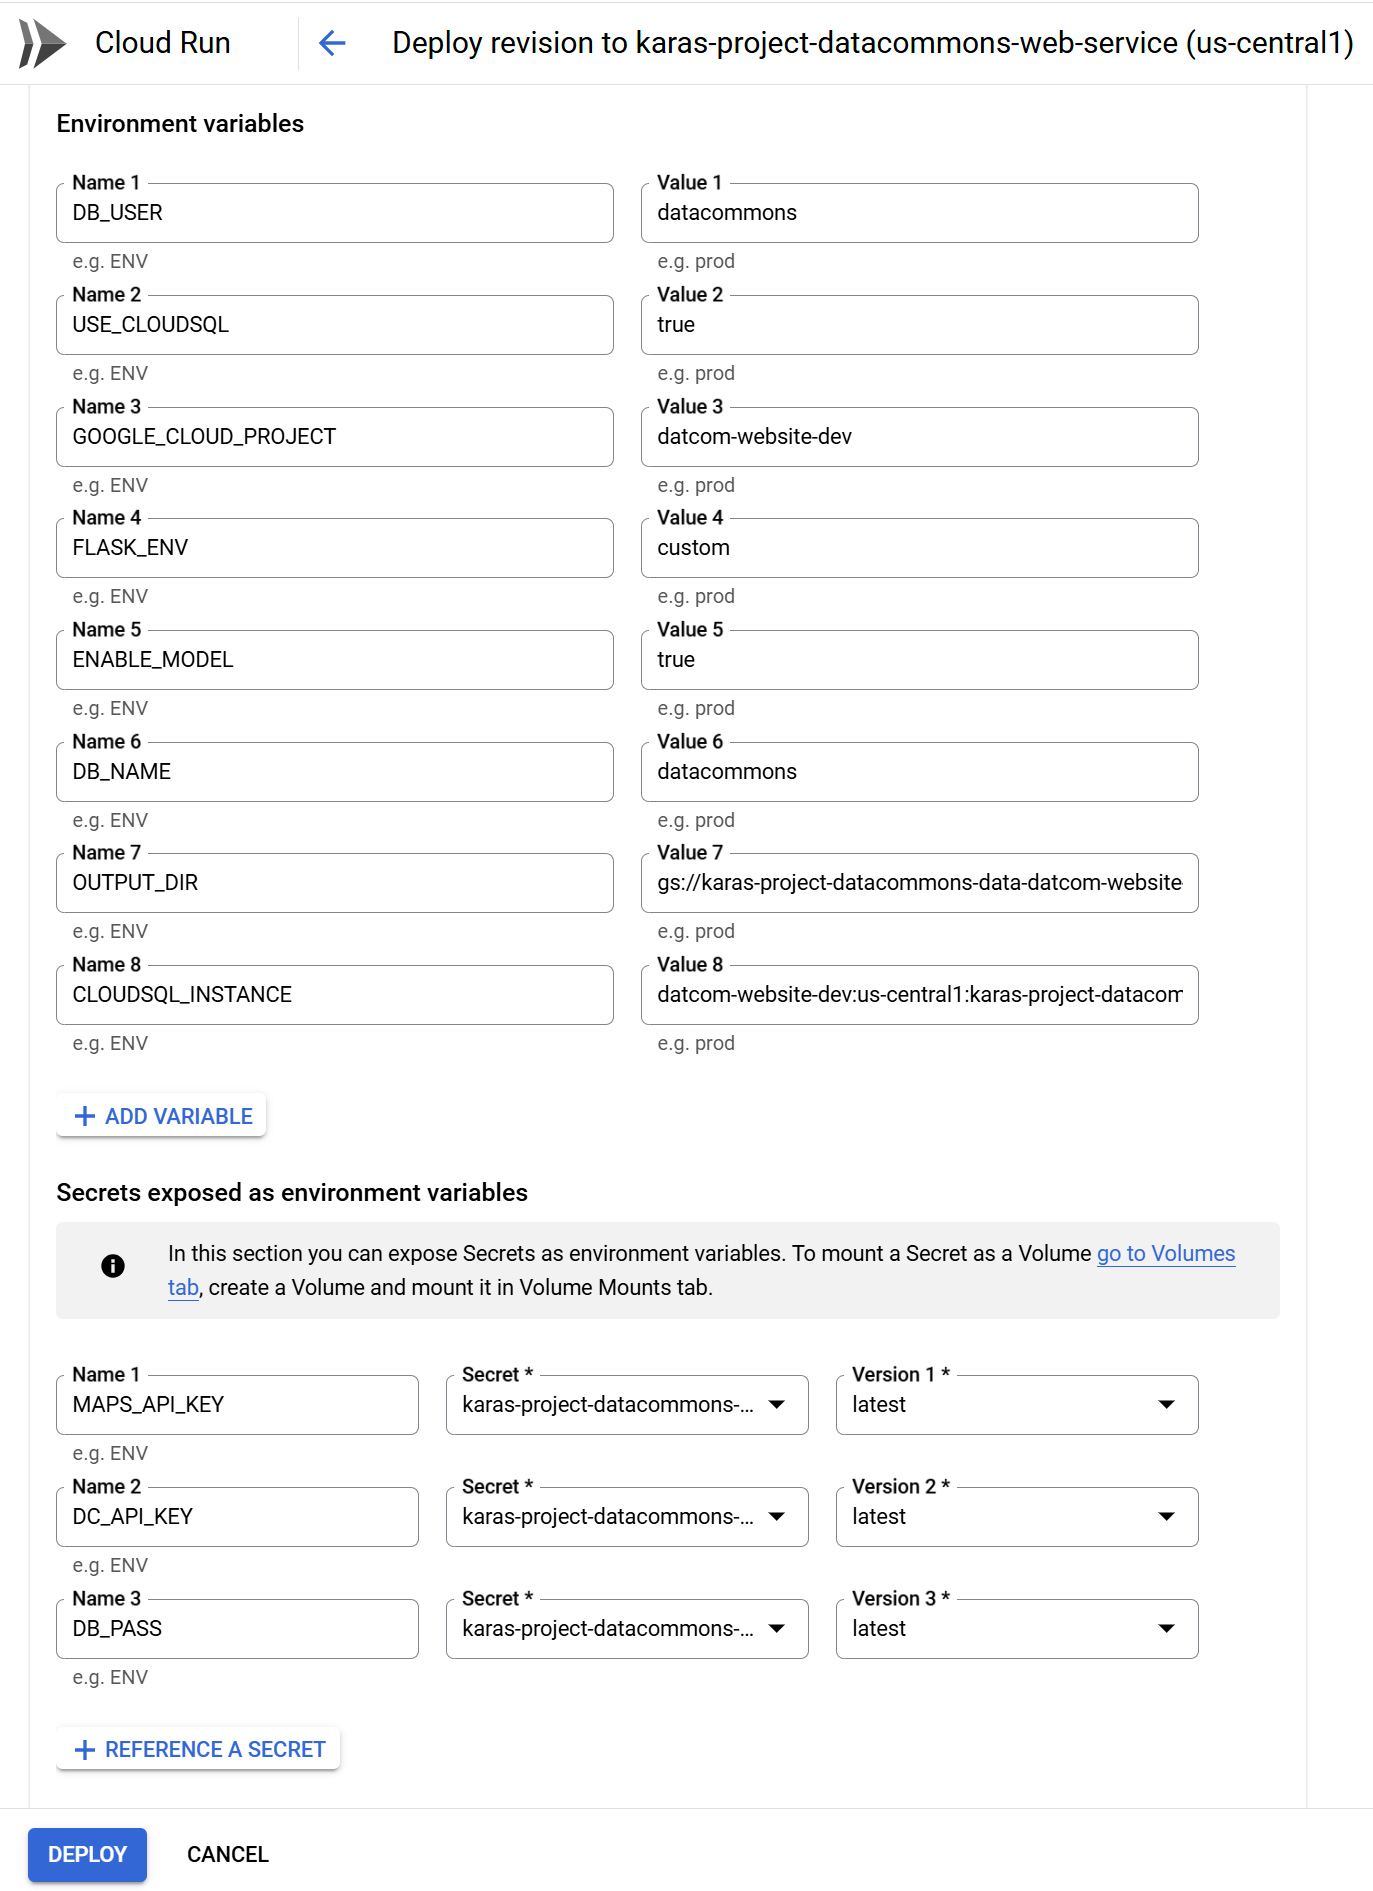 Cloud Run
Deploy revision to karas-project-datacommons-web-service (us-central1)
Environment variables
Name 1 Value 1
DB_USER datacommons
e.g. ENV e.g. prod
Name 2 Value 2
USE_CLOUDSQL true
e.g. ENV e.g. prod
Name 3 Value 3
GOOGLE_CLOUD_PROJECT datcom-website-dev
e.g. ENV e.g. prod
Name 4 Value 4
FLASK_ENV custom
e.g. ENV e.g. prod
Name 5 Value 5
ENABLE_MODEL true
e.g. ENV e.g. prod
Name 6 Value 6
DB_NAME datacommons
e.g. ENV e.g. prod
Name 7 Value 7
OUTPUT_DIR gs://karas-project-datacommons-data-datcom-website-
e.g. ENV e.g. prod
Name 8 Value 8
CLOUDSQL_INSTANCE datcom-website-dev:us-central1:karas-project-datacom
e.g. ENV e.g. prod
+ ADD VARIABLE
Secrets exposed as environment variables
In this section you can expose Secrets as environment variables. To mount a Secret as a Volume go to Volumes
tab, create a Volume and mount it in Volume Mounts tab.
Name 1 Secret * Version 1 *
MAPS_API_KEY karas-project-datacommons-... latest
e.g. ENV
Name 2 Secret * Version 2 *
DC_API_KEY karas-project-datacommons-... latest
e.g. ENV
Name 3 Secret * Version 3 *
DB_PASS karas-project-datacommons-... latest
e.g. ENV
+ REFERENCE A SECRET
DEPLOY CANCEL